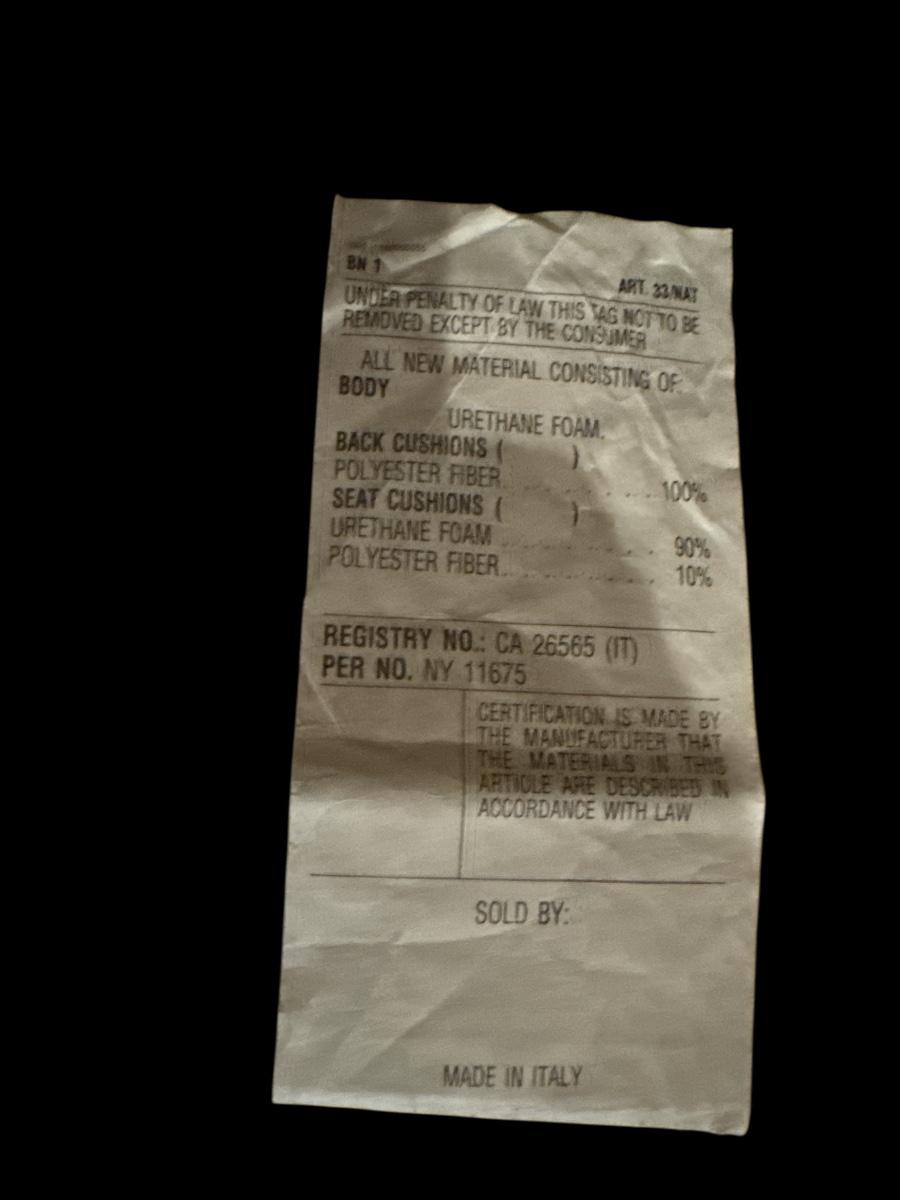 BN 1
ART. 33/NAT
UNDER PENALTY OF LAW THIS TAG NOT TO BE
REMOVED EXCEPT BY THE CONSUMER
ALL NEW MATERIAL CONSISTING OF:
BODY
URETHANE FOAM.
BACK CUSHIONS ( )
POLYESTER FIBER. . . . . . . . . . 100%
SEAT CUSHIONS ( )
URETHANE FOAM . . . . . . . . . . 90%
POLYESTER FIBER. . . . . . . . . . 10%
REGISTRY NO.: CA 26565 (IT)
PER NO. NY 11675
CERTIFICATION IS MADE BY
THE MANUFACTURER THAT
THE MATERIALS IN THIS
ARTICLE ARE DESCRIBED IN
ACCORDANCE WITH LAW
SOLD BY:
MADE IN ITALY